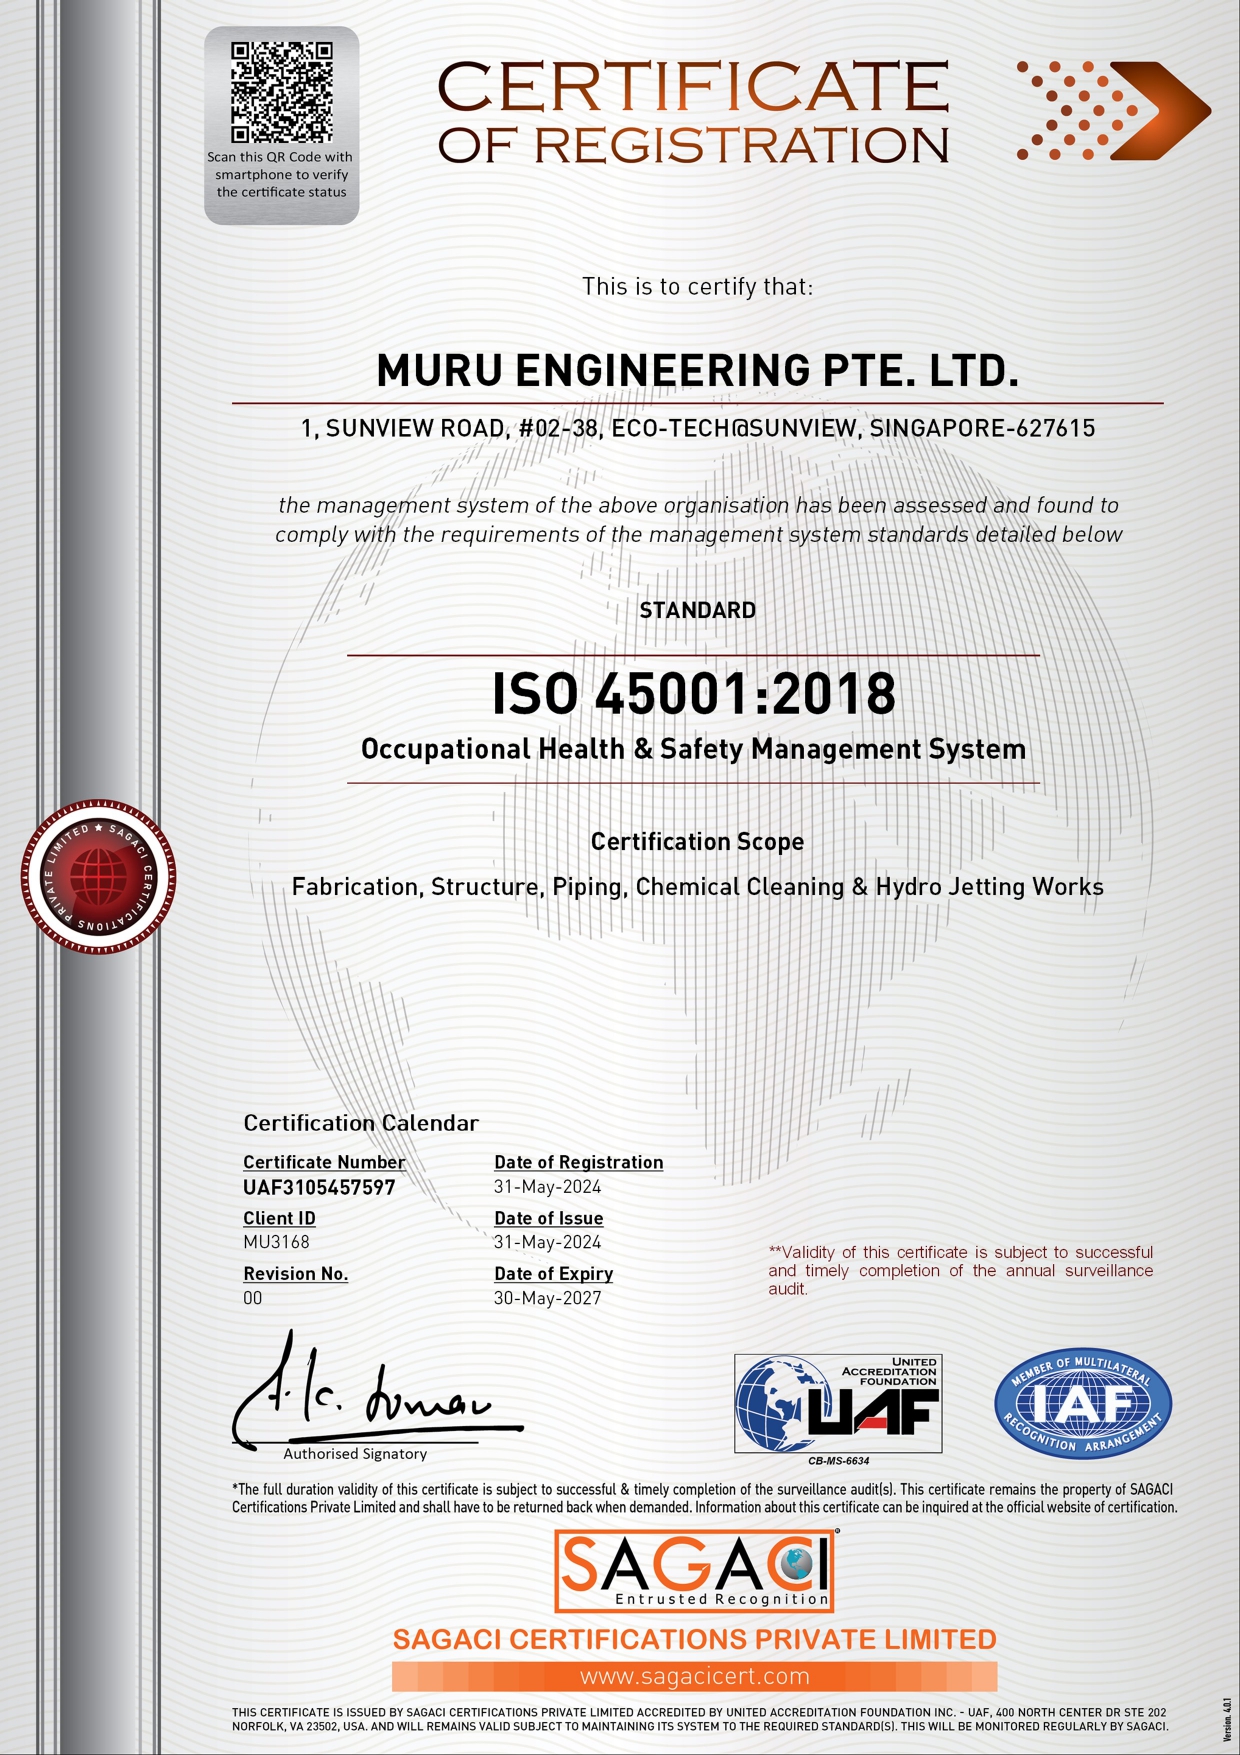 Scan this QR Code with
smartphone to verify
the certificate status
CERTIFICATE
OF REGISTRATION
This is to certify that:
MURU ENGINEERING PTE. LTD.
1, SUNVIEW ROAD, #02-38, ECO-TECH@SUNVIEW, SINGAPORE-627615
the management system of the above organisation has been assessed and found to
comply with the requirements of the management system standards detailed below
STANDARD
ISO 45001:2018
Occupational Health & Safety Management System
Certification Scope
Fabrication, Structure, Piping, Chemical Cleaning & Hydro Jetting Works
SAGACI CERTIFICATIONS PRIVATE LIMITED ★
Certification Calendar
Certificate Number
UAF3105457597
Client ID
MU3168
Revision No.
00
Date of Registration
31-May-2024
Date of Issue
31-May-2024
Date of Expiry
30-May-2027
**Validity of this certificate is subject to successful
and timely completion of the annual surveillance
audit.
Authorised Signatory
UNITED
ACCREDITATION
FOUNDATION
UAF
CB-MS-6634
MEMBER OF MULTILATERAL
IAF
RECOGNITION ARRANGEMENT
*The full duration validity of this certificate is subject to successful & timely completion of the surveillance audit(s). This certificate remains the property of SAGACI
Certifications Private Limited and shall have to be returned back when demanded. Information about this certificate can be inquired at the official website of certification.
SAGACI®
Entrusted Recognition
SAGACI CERTIFICATIONS PRIVATE LIMITED
www.sagacicert.com
THIS CERTIFICATE IS ISSUED BY SAGACI CERTIFICATIONS PRIVATE LIMITED ACCREDITED BY UNITED ACCREDITATION FOUNDATION INC. - UAF, 400 NORTH CENTER DR STE 202
NORFOLK, VA 23502, USA. AND WILL REMAINS VALID SUBJECT TO MAINTAINING ITS SYSTEM TO THE REQUIRED STANDARD(S). THIS WILL BE MONITORED REGULARLY BY SAGACI.
Version. 4.0.1